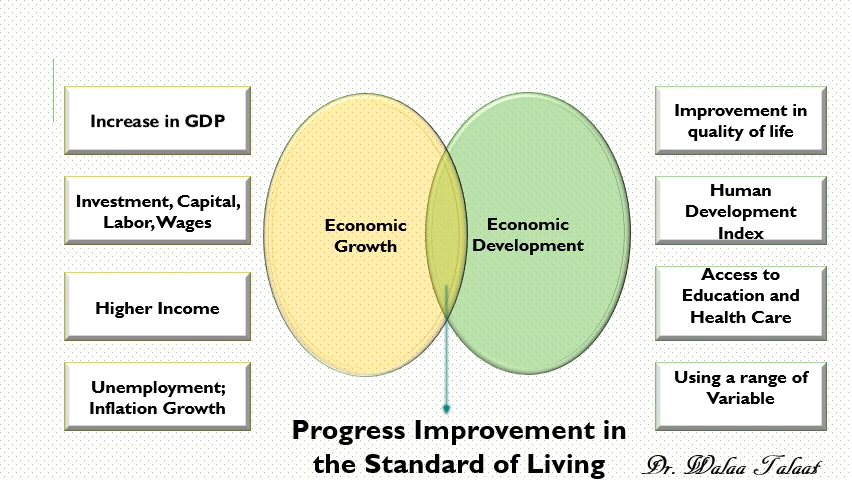 Increase in GDP
Investment, Capital,
Labor, Wages
Higher Income
Unemployment;
Inflation Growth
Economic
Growth
Economic
Development
Improvement in
quality of life
Human
Development
Index
Access to
Education and
Health Care
Using a range of
Variable
Progress Improvement in
the Standard of Living
Dr. Walaa Talaat